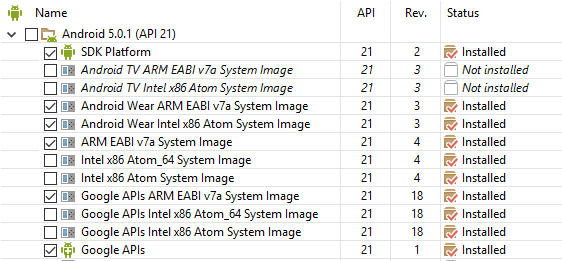 Name API Rev. Status
Android 5.0.1 (API 21)
SDK Platform 21 2 Installed
Android TV ARM EABI v7a System Image 21 3 Not installed
Android TV Intel x86 Atom System Image 21 3 Not installed
Android Wear ARM EABI v7a System Image 21 3 Installed
Android Wear Intel x86 Atom System Image 21 3 Installed
ARM EABI v7a System Image 21 4 Installed
Intel x86 Atom_64 System Image 21 4 Installed
Intel x86 Atom System Image 21 4 Installed
Google APIs ARM EABI v7a System Image 21 18 Installed
Google APIs Intel x86 Atom_64 System Image 21 18 Installed
Google APIs Intel x86 Atom System Image 21 18 Installed
Google APIs 21 1 Installed